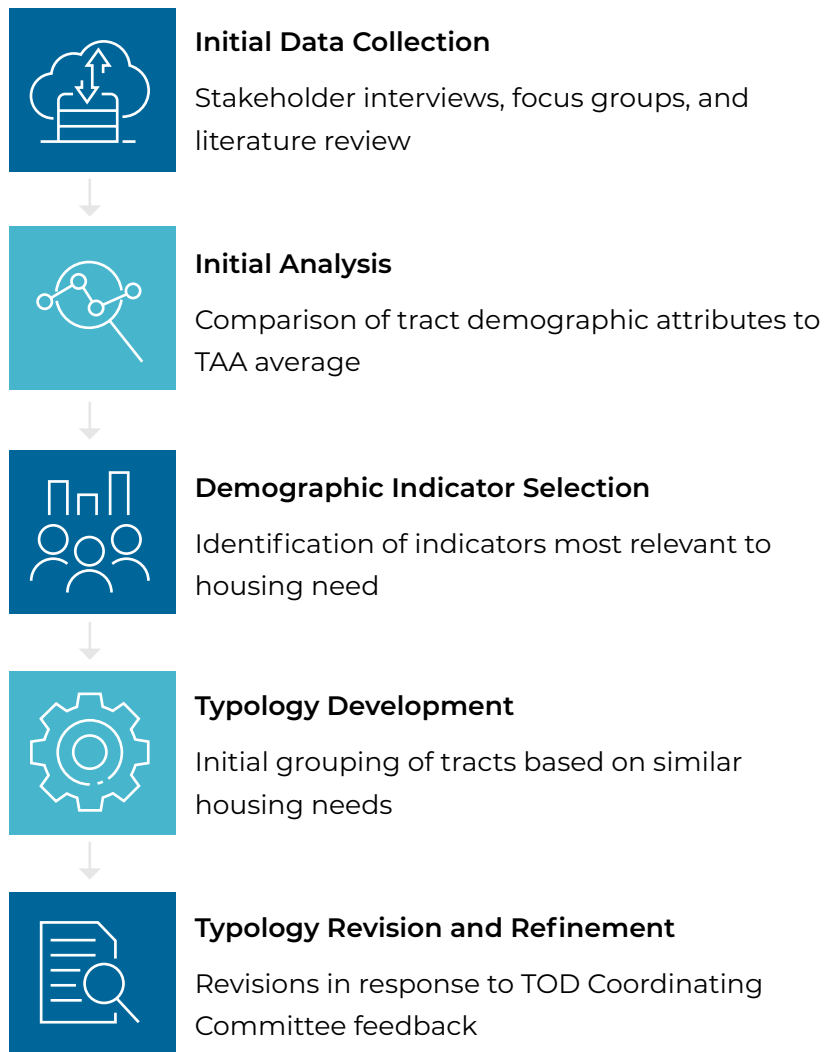 Initial Data Collection
Stakeholder interviews, focus groups, and
literature review
Initial Analysis
Comparison of tract demographic attributes to
TAA average
Demographic Indicator Selection
Identification of indicators most relevant to
housing need
Typology Development
Initial grouping of tracts based on similar
housing needs
Typology Revision and Refinement
Revisions in response to TOD Coordinating
Committee feedback